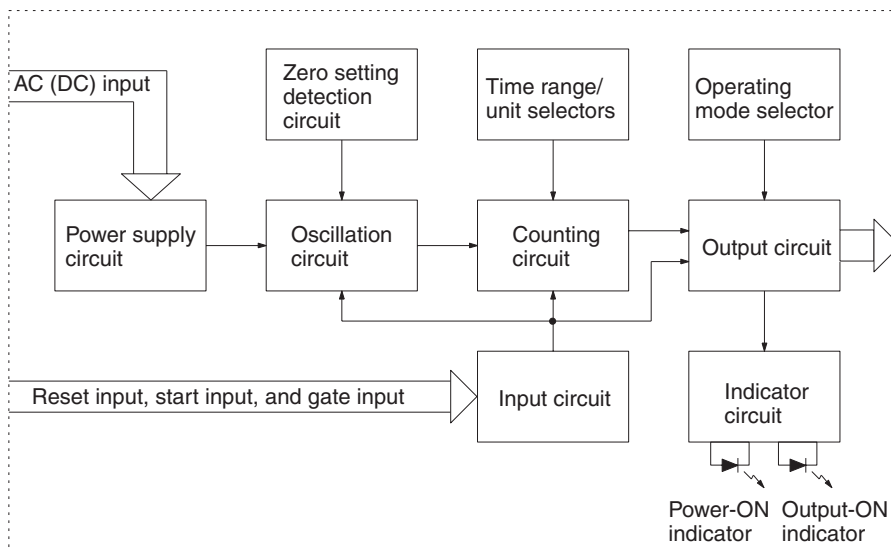 AC (DC) input
Zero setting
detection
circuit
Time range/
unit selectors
Operating
mode selector
Power supply
circuit
Oscillation
circuit
Counting
circuit
Output circuit
Reset input, start input, and gate input
Input circuit
Indicator
circuit
Power-ON
indicator
Output-ON
indicator